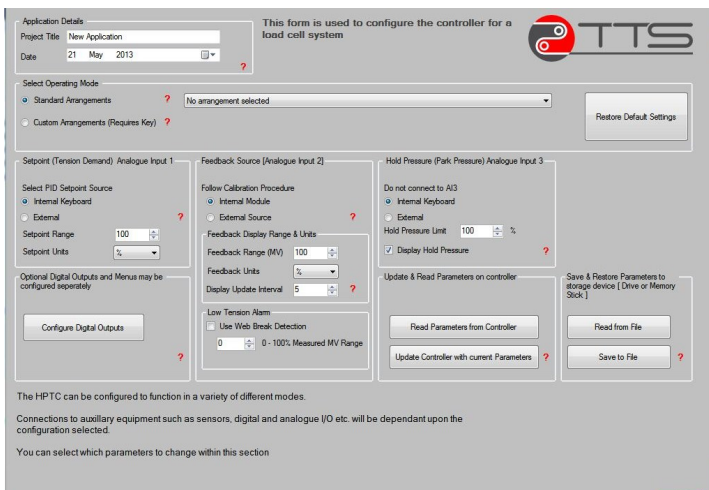 Application Details
Project Title New Application
Date 21 May 2013
?
This form is used to configure the controller for a
load cell system
TTS
Select Operating Mode
Standard Arrangements ? No arrangement selected
Custom Arrangements (Requires Key) ?
Restore Default Settings
Setpoint (Tension Demand) Analogue Input 1
Select PID Setpoint Source
Internal Keyboard
External ?
Setpoint Range 100
Setpoint Units %
Feedback Source [Analogue Input 2]
Follow Calibration Procedure
Internal Module
External Source ?
Feedback Display Range & Units
Feedback Range (MV) 100
Feedback Units %
Display Update Interval 5 ?
Low Tension Alarm
Use Web Break Detection
0 0 - 100% Measured MV Range
Hold Pressure (Park Pressure) Analogue Input 3
Do not connect to AI3
Internal Keyboard
External
Hold Pressure Limit 100 %
Display Hold Pressure ?
Optional Digital Outputs and Menus may be
configured seperately
Configure Digital Outputs
?
Update & Read Parameters on controller
Read Parameters from Controller
Update Controller with current Parameters ?
Save & Restore Parameters to
storage device [ Drive or Memory
Stick ]
Read from File
Save to File ?
The HPTC can be configured to function in a variety of different modes.
Connections to auxillary equipment such as sensors, digital and analogue I/O etc. will be dependant upon the
configuration selected.
You can select which parameters to change within this section